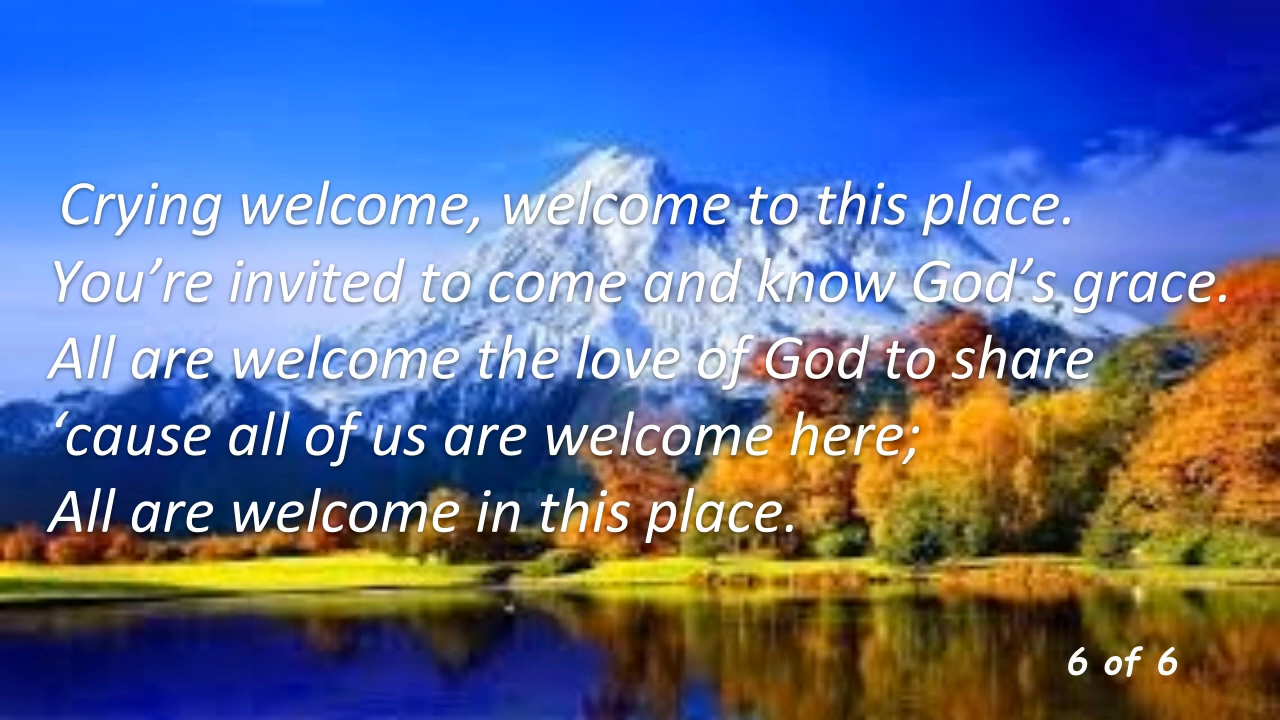 Crying welcome, welcome to this place.
You’re invited to come and know God’s grace.
All are welcome the love of God to share
‘cause all of us are welcome here;
All are welcome in this place.
6 of 6